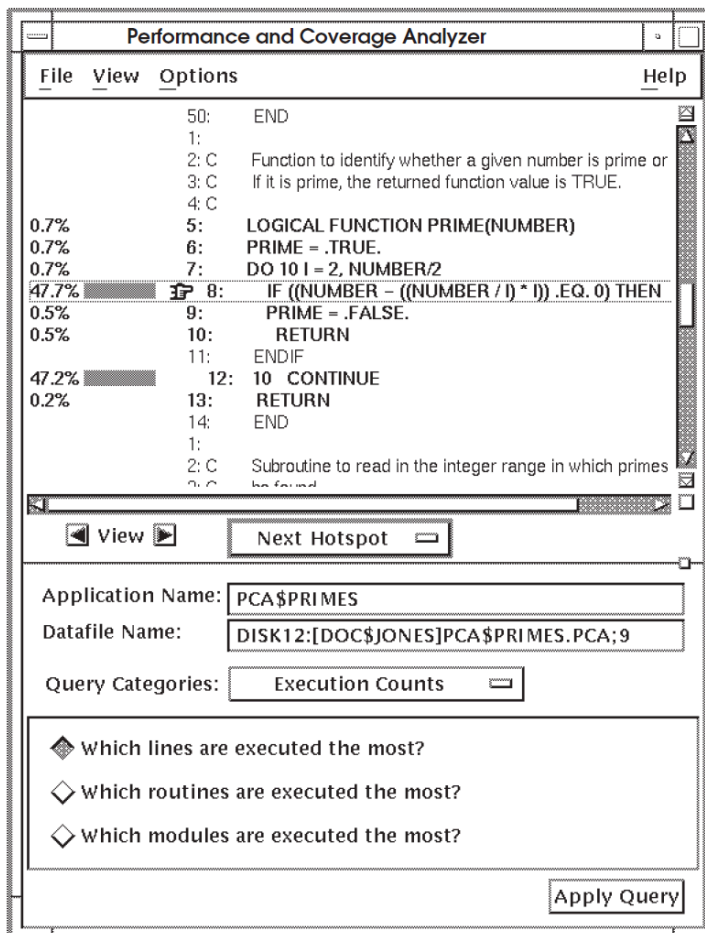 Performance and Coverage Analyzer
File View Options Help
50: END
1:
2: C Function to identify whether a given number is prime or
3: C If it is prime, the returned function value is TRUE.
4: C
0.7% 5: LOGICAL FUNCTION PRIME(NUMBER)
0.7% 6: PRIME = .TRUE.
0.7% 7: DO 10 I = 2, NUMBER/2
47.7% 8: IF ((NUMBER – ((NUMBER / I) * I)) .EQ. 0) THEN
0.5% 9: PRIME = .FALSE.
0.5% 10: RETURN
11: ENDIF
47.2% 12: 10 CONTINUE
0.2% 13: RETURN
14: END
1:
2: C Subroutine to read in the integer range in which primes
View Next Hotspot
Application Name: PCA$PRIMES
Datafile Name: DISK12:[DOC$JONES]PCA$PRIMES.PCA;9
Query Categories: Execution Counts
Which lines are executed the most?
Which routines are executed the most?
Which modules are executed the most?
Apply Query